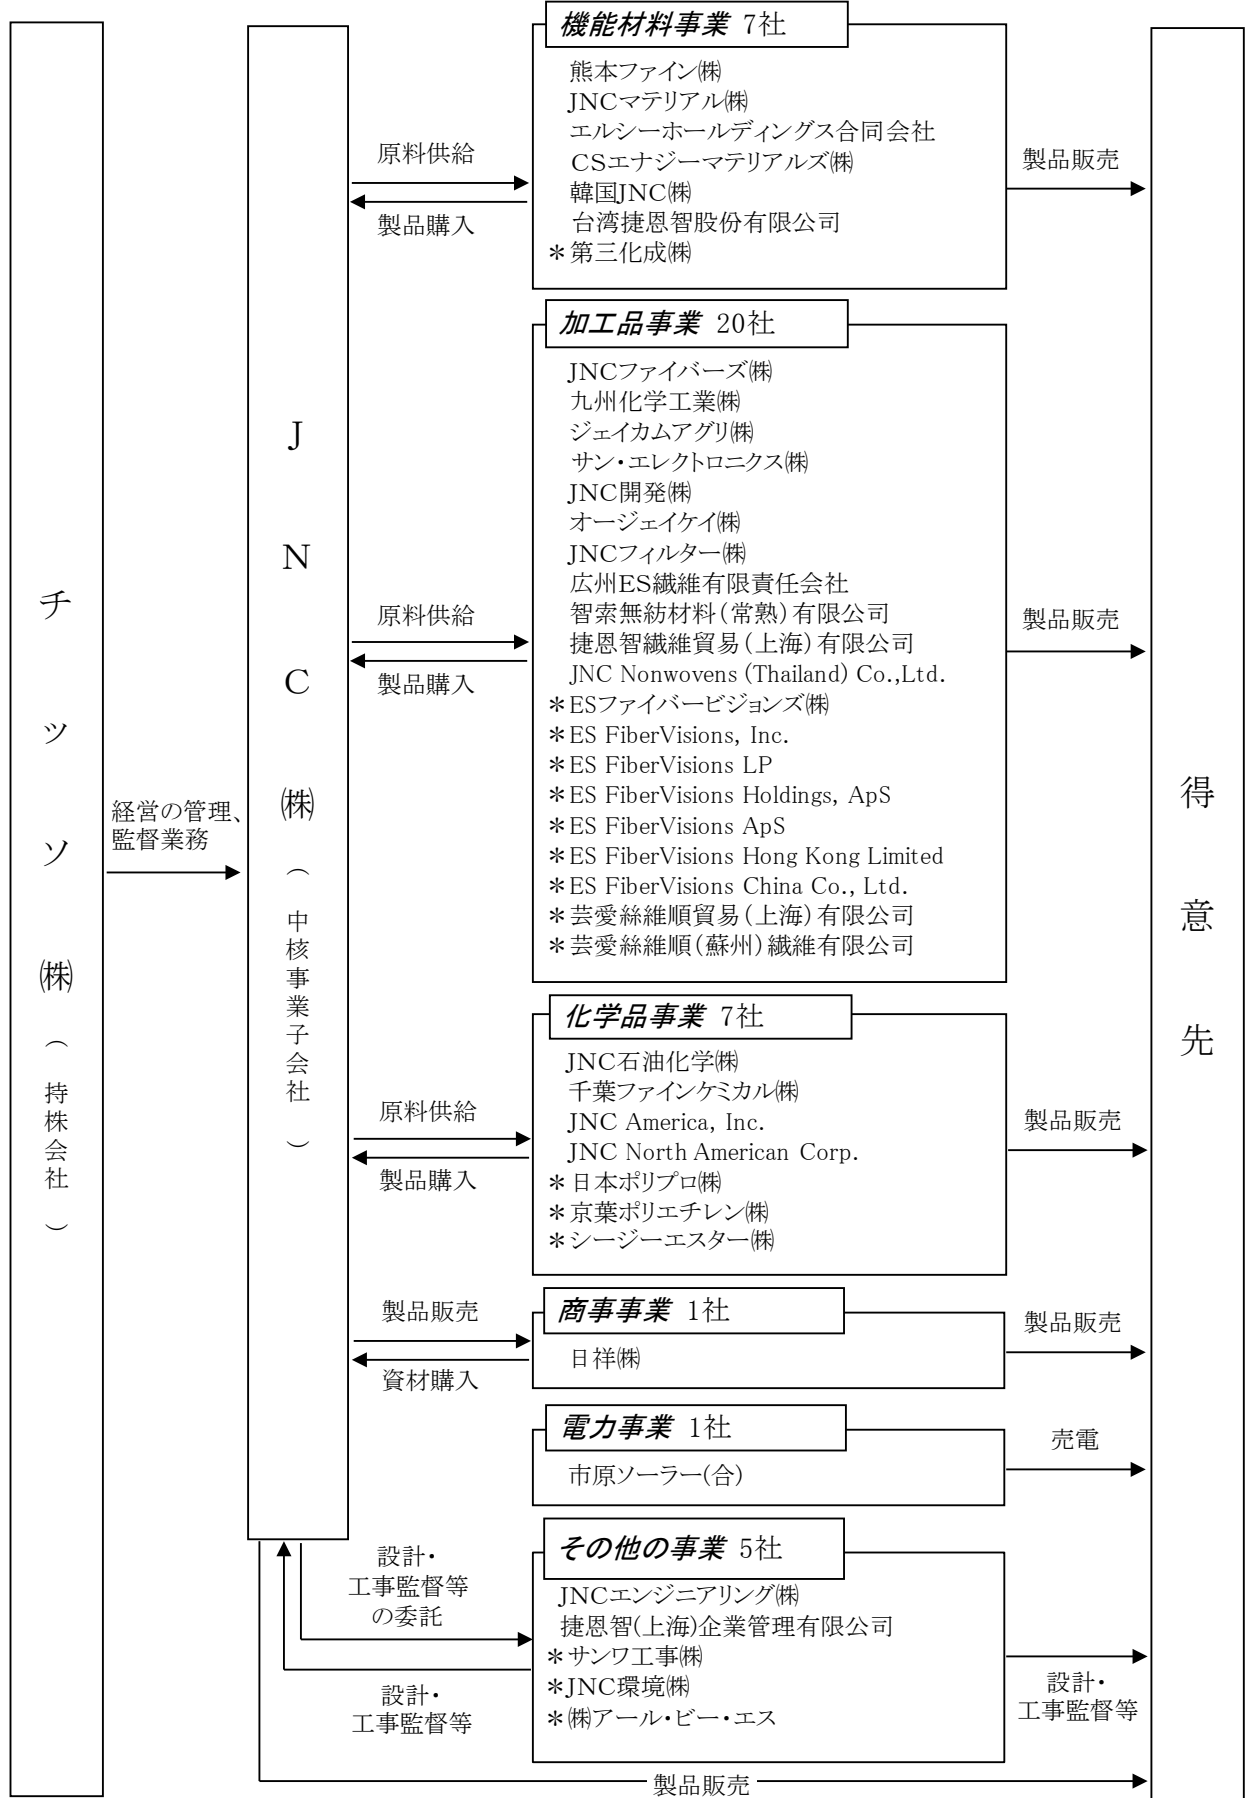 チッソ㈱（持株会社）
経営の管理、
監督業務
JNC㈱（中核事業子会社）
機能材料事業 7社
熊本ファイン㈱
JNCマテリアル㈱
エルシーホールディングス合同会社
CSエナジーマテリアルズ㈱
韓国JNC㈱
台湾捷恩智股份有限公司
＊第三化成㈱
原料供給
製品購入
製品販売
加工品事業 20社
JNCファイバーズ㈱
九州化学工業㈱
ジェイカムアグリ㈱
サン・エレクトロニクス㈱
JNC開発㈱
オージェイケイ㈱
JNCフィルター㈱
広州ES繊維有限責任会社
智索無紡材料（常熟）有限公司
捷恩智繊維貿易（上海）有限公司
JNC Nonwovens (Thailand) Co.,Ltd.
＊ESファイバービジョンズ㈱
＊ES FiberVisions, Inc.
＊ES FiberVisions LP
＊ES FiberVisions Holdings, ApS
＊ES FiberVisions ApS
＊ES FiberVisions Hong Kong Limited
＊ES FiberVisions China Co., Ltd.
＊芸愛絲維順貿易（上海）有限公司
＊芸愛絲維順（蘇州）繊維有限公司
原料供給
製品購入
製品販売
化学品事業 7社
JNC石油化学㈱
千葉ファインケミカル㈱
JNC America, Inc.
JNC North American Corp.
＊日本ポリプロ㈱
＊京葉ポリエチレン㈱
＊シージーエスター㈱
原料供給
製品購入
製品販売
商事事業 1社
日祥㈱
製品販売
資材購入
製品販売
電力事業 1社
市原ソーラー(合)
売電
その他の事業 5社
JNCエンジニアリング㈱
捷恩智(上海)企業管理有限公司
＊サンワ工事㈱
＊JNC環境㈱
＊㈱アール・ビー・エス
設計・
工事監督等
の委託
設計・
工事監督等
設計・
工事監督等
製品販売
得意先